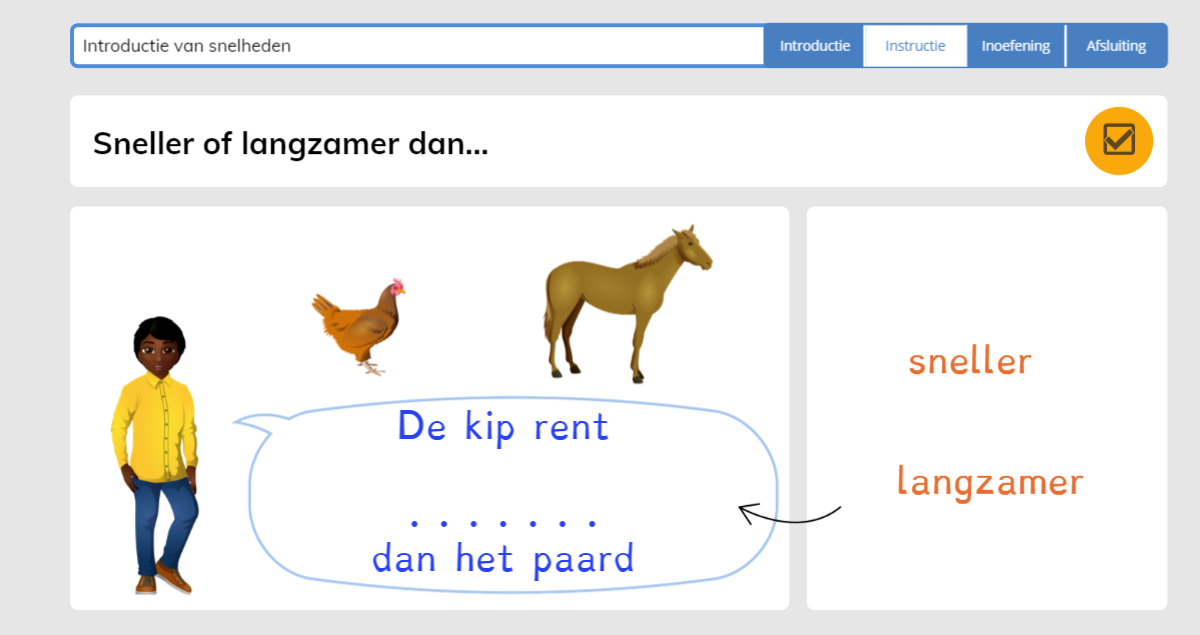 Introductie van snelheden
Introductie
Instructie
Inoefening
Afsluiting
Sneller of langzamer dan...
De kip rent
. . . . . . .
dan het paard
sneller
langzamer